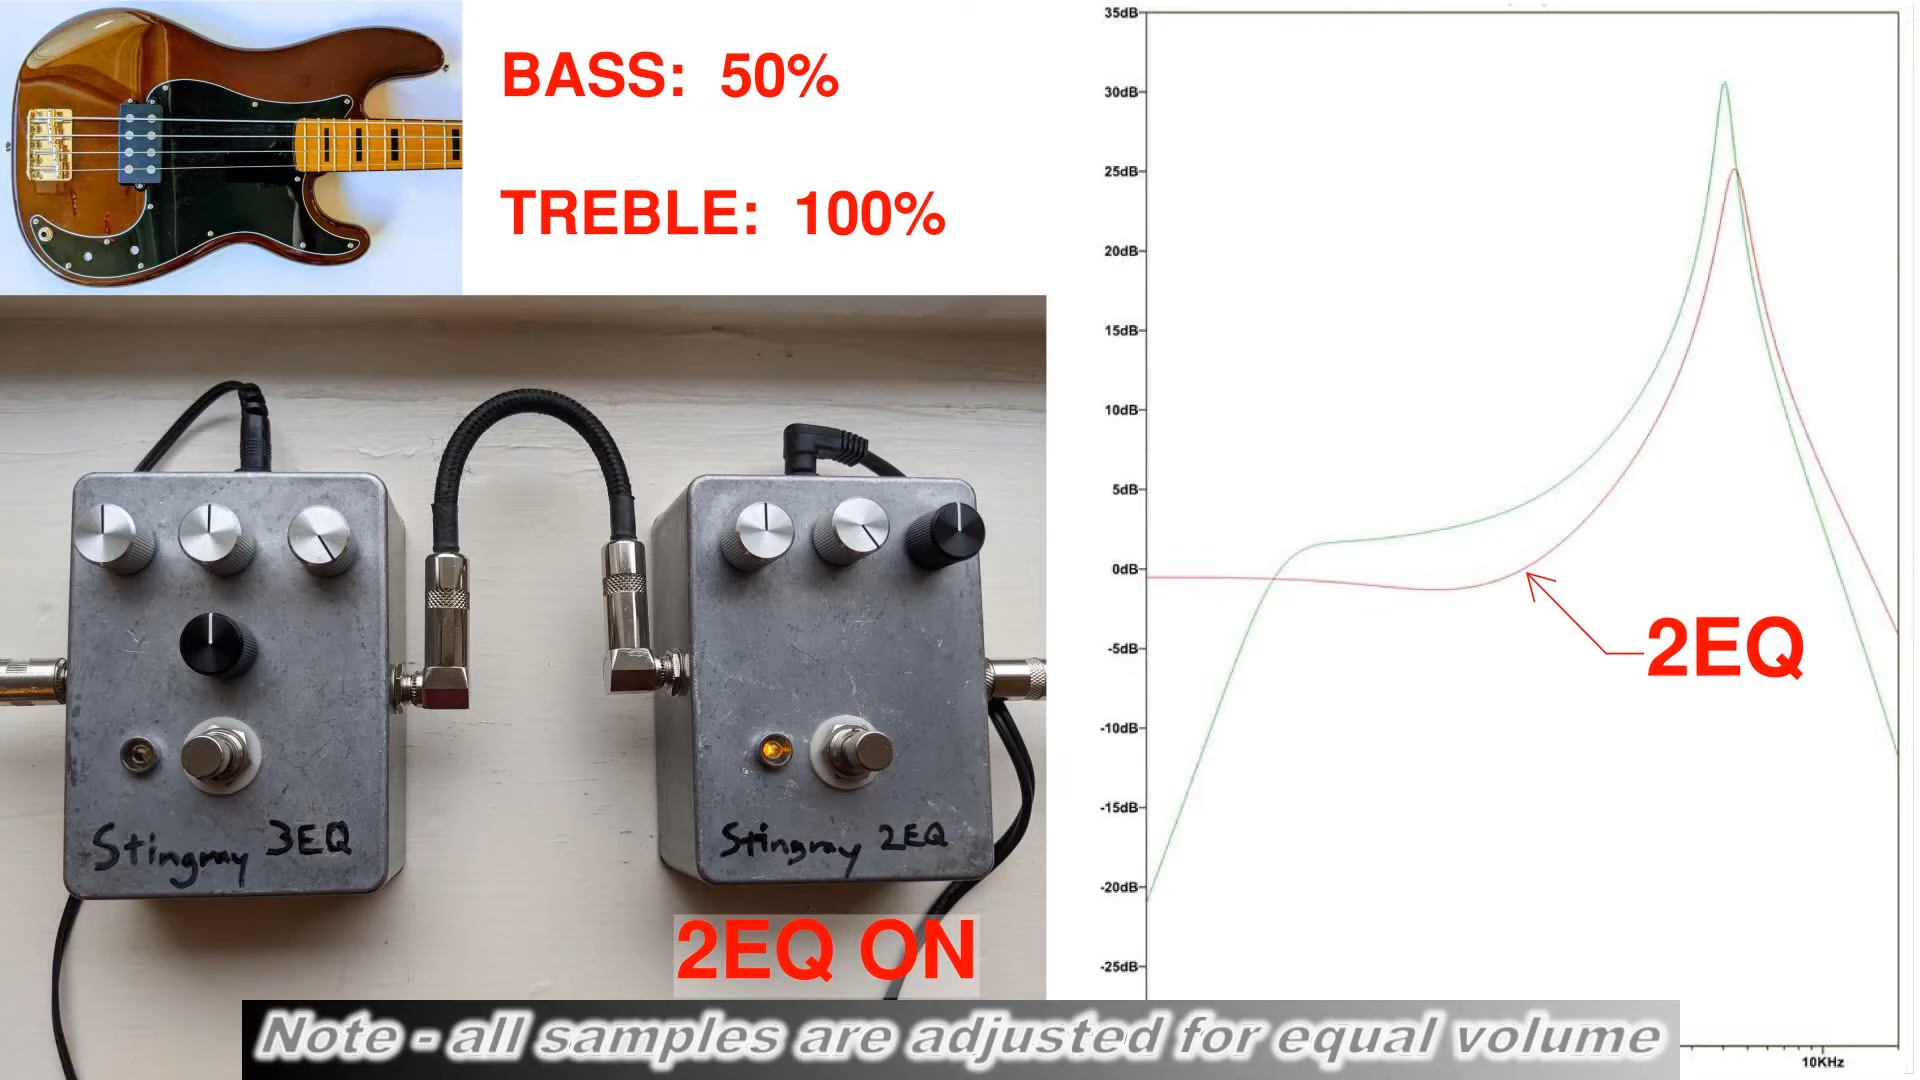 BASS: 50%
TREBLE: 100%
35dB
30dB
25dB
20dB
15dB
10dB
5dB
0dB
-5dB
-10dB
-15dB
-20dB
-25dB
10KHz
2EQ
Stingray 3EQ
Stingray 2EQ
2EQ ON
Note - all samples are adjusted for equal volume